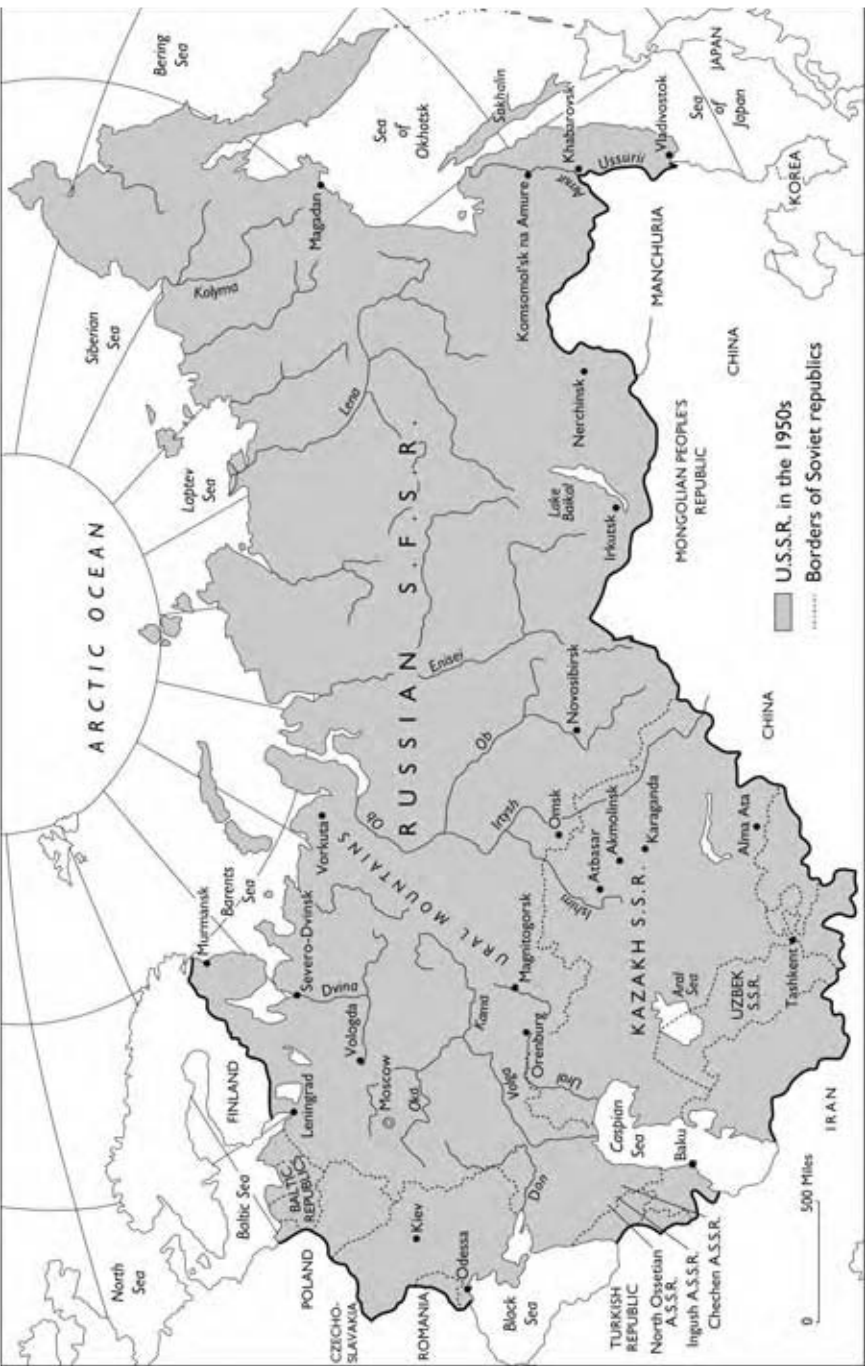 Bering
Sea
ARCTIC OCEAN
Siberian
Sea
Laptev
Sea
Kolyma
Magadan
Sea
of
Okhotsk
Sakhalin
JAPAN
Sea
of
Japan
Khabarovsk
Amur
Ussurii
Vladivostok
Komsomol'sk na Amure
KOREA
MANCHURIA
CHINA
Lena
Nerchinsk
Lake
Baikal
Irkutsk
MONGOLIAN PEOPLE'S
REPUBLIC
RUSSIAN S.F.S.R.
Enisei
Ob
Novosibirsk
Ob
Irtysh
Omsk
Barents
Sea
Murmansk
Vorkuta
URAL MOUNTAINS
Severo-Dvinsk
Dvina
Vologda
Moscow
Oka
Kama
Magnitogorsk
Orenburg
Volga
Ural
Ishim
Atbasar
Akmolinsk
Karaganda
KAZAKH S.S.R.
Alma Ata
CHINA
Aral
Sea
UZBEK
S.S.R.
Tashkent
Caspian
Sea
Baku
IRAN
FINLAND
Leningrad
Baltic Sea
BALTIC
REPUBLICS
North
Sea
POLAND
CZECHO-
SLAVAKIA
ROMANIA
Kiev
Odessa
Don
Black
Sea
TURKISH
REPUBLIC
North Ossetian
A.S.S.R.
Ingush A.S.S.R.
Chechen A.S.S.R.
U.S.S.R. in the 1950s
Borders of Soviet republics
0 500 Miles